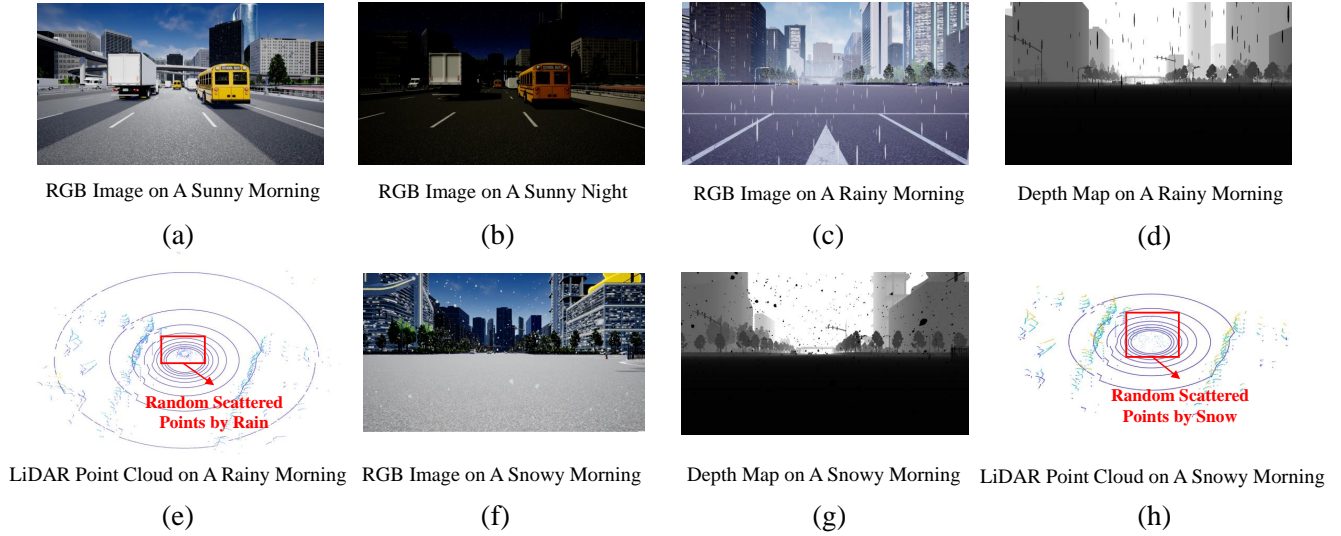 RGB Image on A Sunny Morning
(a)
RGB Image on A Sunny Night
(b)
RGB Image on A Rainy Morning
(c)
Depth Map on A Rainy Morning
(d)
Random Scattered
Points by Rain
LiDAR Point Cloud on A Rainy Morning
(e)
RGB Image on A Snowy Morning
(f)
Depth Map on A Snowy Morning
(g)
Random Scattered
Points by Snow
LiDAR Point Cloud on A Snowy Morning
(h)